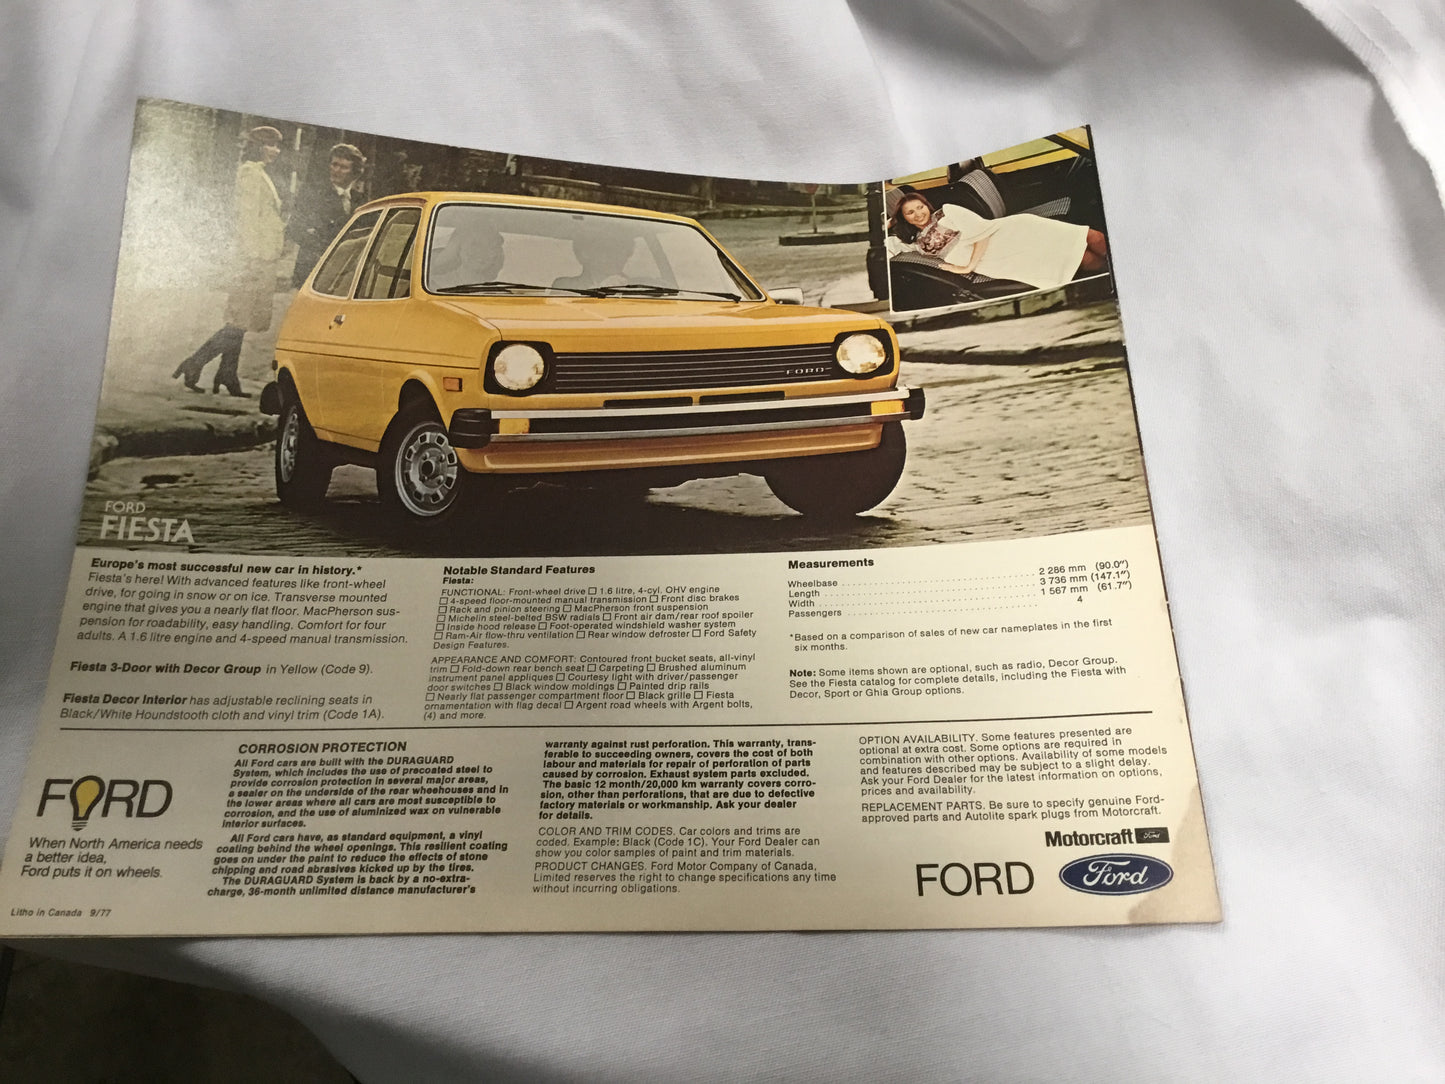 FORD
FORD
FIESTA
Europe's most successful new car in history.*
Fiesta's here! With advanced features like front-wheel
drive, for going in snow or on ice. Transverse mounted
engine that gives you a nearly flat floor. MacPherson sus-
pension for roadability, easy handling. Comfort for four
adults. A 1.6 litre engine and 4-speed manual transmission.
Fiesta 3-Door with Decor Group in Yellow (Code 9).
Fiesta Decor Interior has adjustable reclining seats in
Black/White Houndstooth cloth and vinyl trim (Code 1A).
Notable Standard Features
Fiesta:
FUNCTIONAL: Front-wheel drive □ 1.6 litre, 4-cyl. OHV engine
□ 4-speed floor-mounted manual transmission □ Front disc brakes
□ Rack and pinion steering □ MacPherson front suspension
□ Michelin steel-belted BSW radials □ Front air dam/rear roof spoiler
□ Inside hood release □ Foot-operated windshield washer system
□ Ram-Air flow-thru ventilation □ Rear window defroster □ Ford Safety
Design Features.
APPEARANCE AND COMFORT: Contoured front bucket seats, all-vinyl
trim □ Fold-down rear bench seat □ Carpeting □ Brushed aluminum
instrument panel appliques □ Courtesy light with driver/passenger
door switches □ Black window moldings □ Painted drip rails
□ Nearly flat passenger compartment floor □ Black grille □ Fiesta
ornamentation with flag decal □ Argent road wheels with Argent bolts,
(4) and more.
Measurements
Wheelbase . . . . . . . . . . 2 286 mm (90.0")
Length . . . . . . . . . . 3 736 mm (147.1")
Width . . . . . . . . . . 1 567 mm (61.7")
Passengers . . . . . . . . . . 4
*Based on a comparison of sales of new car nameplates in the first
six months.
Note: Some items shown are optional, such as radio, Decor Group.
See the Fiesta catalog for complete details, including the Fiesta with
Decor, Sport or Ghia Group options.
FORD
When North America needs
a better idea,
Ford puts it on wheels.
Litho in Canada 9/77
CORROSION PROTECTION
All Ford cars are built with the DURAGUARD
System, which includes the use of precoated steel to
provide corrosion protection in several major areas,
a sealer on the underside of the rear wheelhouses and in
the lower areas where all cars are most susceptible to
corrosion, and the use of aluminized wax on vulnerable
interior surfaces.
All Ford cars have, as standard equipment, a vinyl
coating behind the wheel openings. This resilient coating
goes on under the paint to reduce the effects of stone
chipping and road abrasives kicked up by the tires.
The DURAGUARD System is back by a no-extra-
charge, 36-month unlimited distance manufacturer's
warranty against rust perforation. This warranty, trans-
ferable to succeeding owners, covers the cost of both
labour and materials for repair of perforation of parts
caused by corrosion. Exhaust system parts excluded.
The basic 12 month/20,000 km warranty covers corro-
sion, other than perforations, that are due to defective
factory materials or workmanship. Ask your dealer
for details.
COLOR AND TRIM CODES. Car colors and trims are
coded. Example: Black (Code 1C). Your Ford Dealer can
show you color samples of paint and trim materials.
PRODUCT CHANGES. Ford Motor Company of Canada,
Limited reserves the right to change specifications any time
without incurring obligations.
OPTION AVAILABILITY. Some features presented are
optional at extra cost. Some options are required in
combination with other options. Availability of some models
and features described may be subject to a slight delay.
Ask your Ford Dealer for the latest information on options,
prices and availability.
REPLACEMENT PARTS. Be sure to specify genuine Ford-
approved parts and Autolite spark plugs from Motorcraft.
Motorcraft Ford
FORD Ford